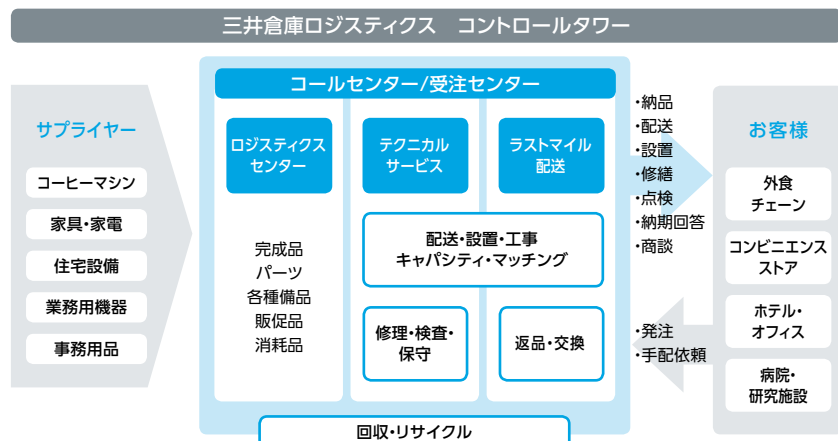 三井倉庫ロジスティクス　コントロールタワー
サプライヤー
コーヒーマシン
家具・家電
住宅設備
業務用機器
事務用品
コールセンター/受注センター
ロジスティクス
センター
完成品
パーツ
各種備品
販促品
消耗品
テクニカル
サービス
ラストマイル
配送
配送・設置・工事
キャパシティ・マッチング
修理・検査・
保守
返品・交換
回収・リサイクル
・納品
・配送
・設置
・修繕
・点検
・納期回答
・商談
・発注
・手配依頼
お客様
外食
チェーン
コンビニエンス
ストア
ホテル・
オフィス
病院・
研究施設